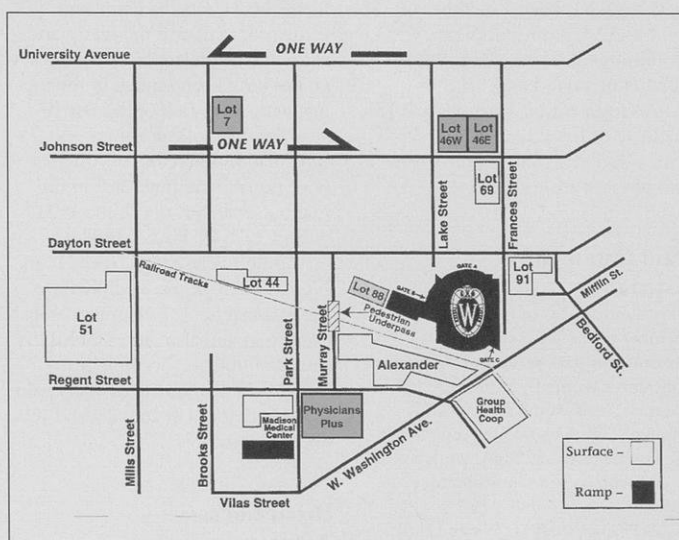 ONE WAY
University Avenue
Lot
7
ONE WAY
Johnson Street
Lot
46W
Lot
46E
Lot
69
Lake Street
Frances Street
Dayton Street
Railroad Tracks
Lot 44
Lot 88
GATE A
GATE B
W
Lot
91
Mifflin St.
Bedford St.
Lot
51
Pedestrian
Underpass
Park Street
Murray Street
Alexander
GATE C
Regent Street
Mills Street
Brooks Street
Madison
Medical
Center
Physicians
Plus
W. Washington Ave.
Group
Health
Coop
Vilas Street
Surface -
Ramp -